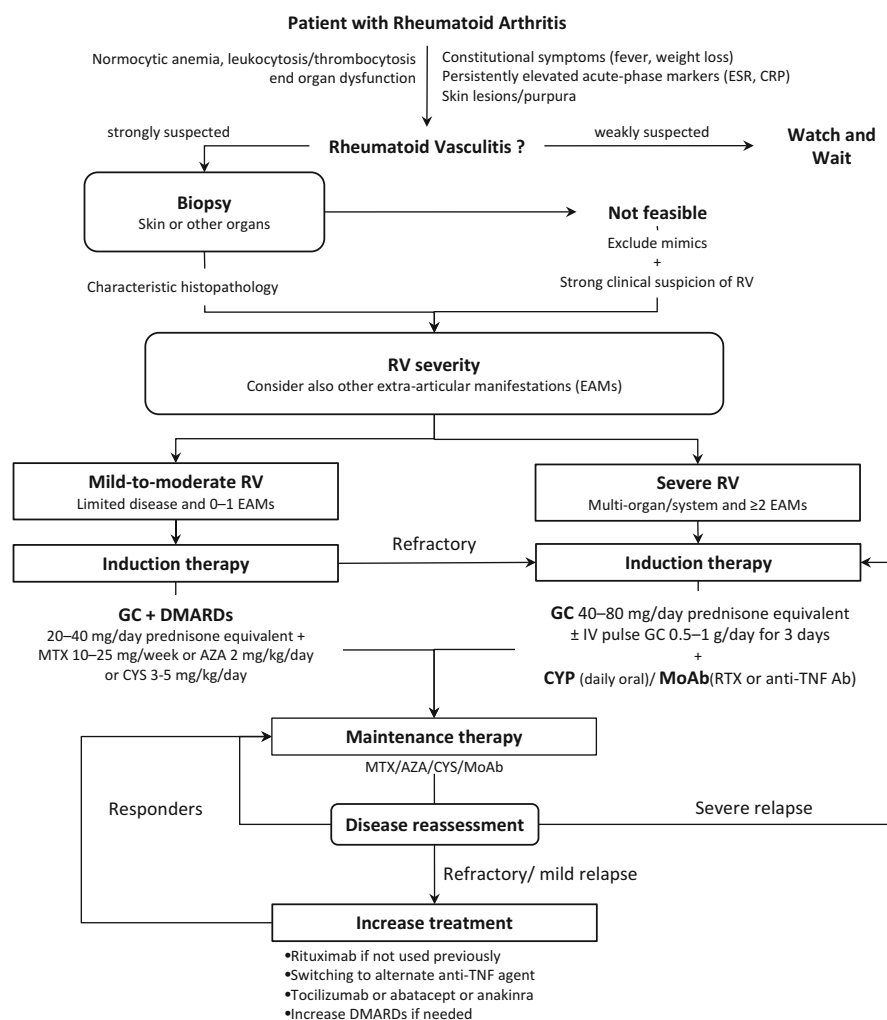 Patient with Rheumatoid Arthritis
Normocytic anemia, leukocytosis/thrombocytosis
end organ dysfunction
Constitutional symptoms (fever, weight loss)
Persistently elevated acute-phase markers (ESR, CRP)
Skin lesions/purpura
strongly suspected
Rheumatoid Vasculitis ?
weakly suspected
Watch and
Wait
Biopsy
Skin or other organs
Not feasible
Exclude mimics
+
Strong clinical suspicion of RV
Characteristic histopathology
RV severity
Consider also other extra-articular manifestations (EAMs)
Mild-to-moderate RV
Limited disease and 0–1 EAMs
Severe RV
Multi-organ/system and ≥2 EAMs
Induction therapy
Refractory
Induction therapy
GC + DMARDs
20–40 mg/day prednisone equivalent +
MTX 10–25 mg/week or AZA 2 mg/kg/day
or CYS 3-5 mg/kg/day
GC 40–80 mg/day prednisone equivalent
± IV pulse GC 0.5–1 g/day for 3 days
+
CYP (daily oral)/ MoAb(RTX or anti-TNF Ab)
Maintenance therapy
MTX/AZA/CYS/MoAb
Responders
Disease reassessment
Severe relapse
Refractory/ mild relapse
Increase treatment
•Rituximab if not used previously
•Switching to alternate anti-TNF agent
•Tocilizumab or abatacept or anakinra
•Increase DMARDs if needed